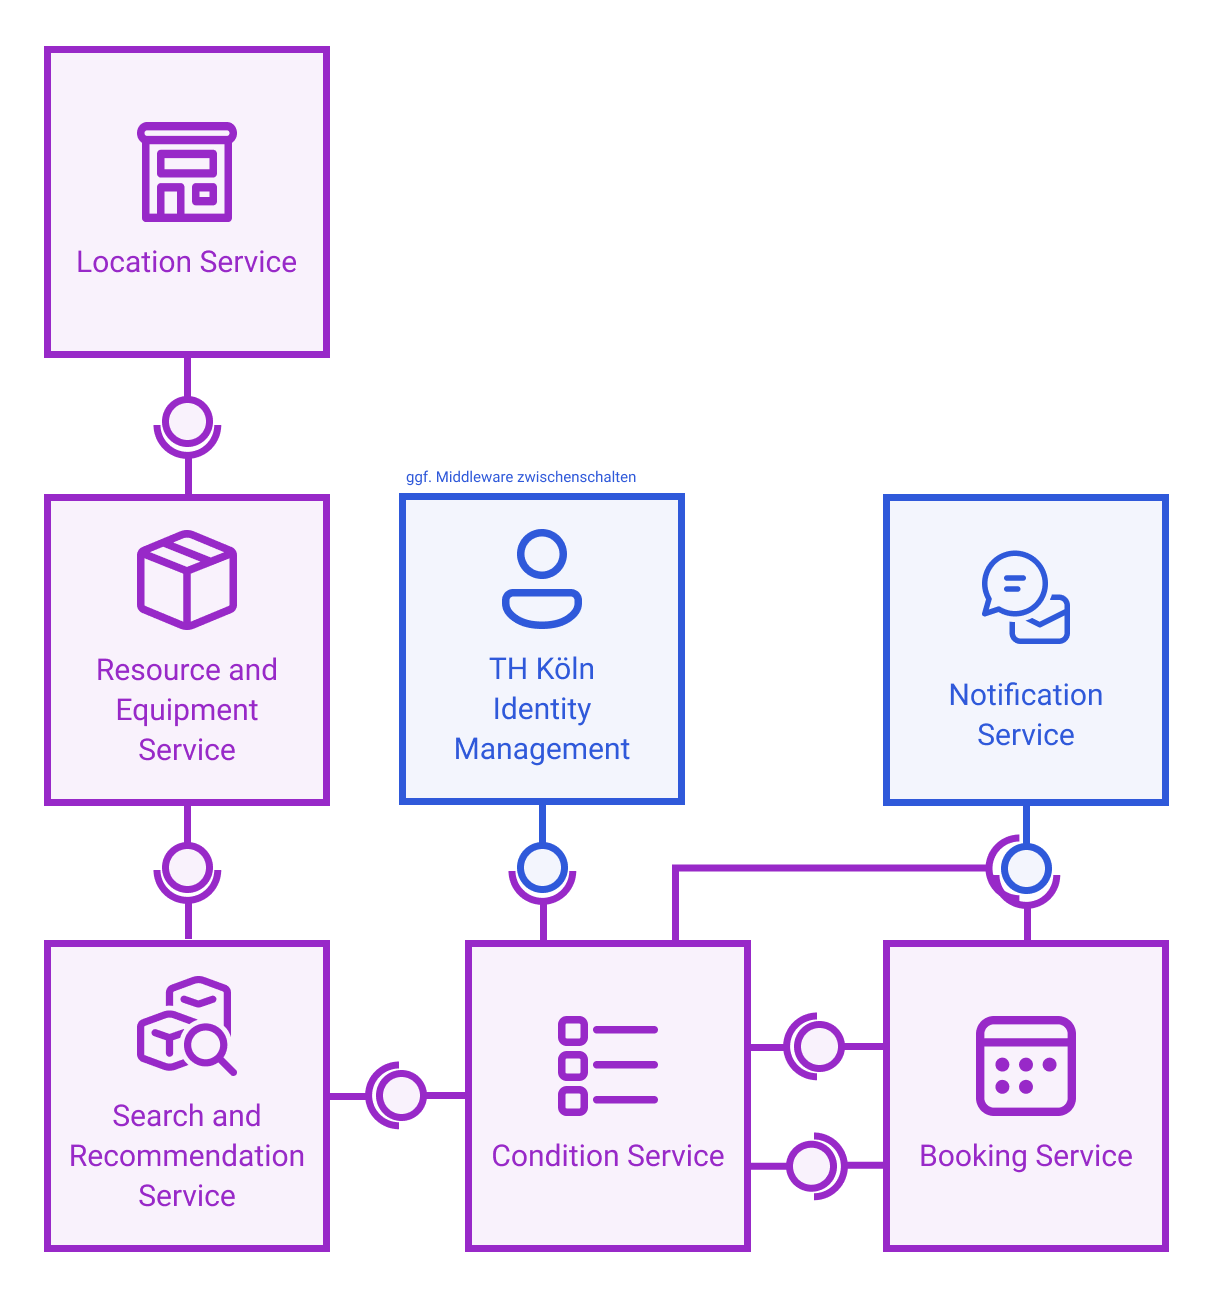 Location Service
ggf. Middleware zwischenschalten
Resource and
Equipment
Service
TH Köln
Identity
Management
Notification
Service
Search and
Recommendation
Service
Condition Service
Booking Service